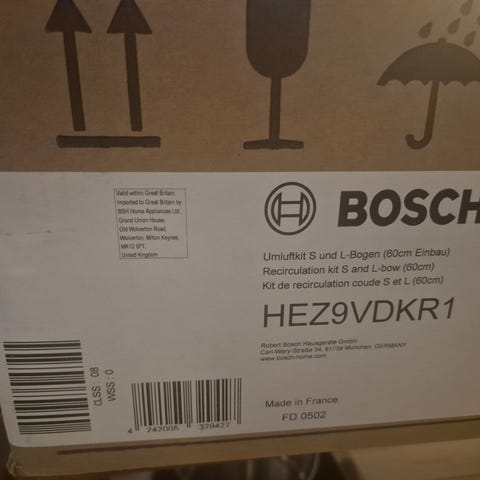 Valid within Great Britain:
Imported to Great Britain by
BSH Home Appliances Ltd.
Grand Union House,
Old Wolverton Road,
Wolverton, Milton Keynes,
MK12 5PT,
United Kingdom
BOSCH
Umluftkit S und L-Bogen (60cm Einbau)
Recirculation kit S and L-bow (60cm)
Kit de recirculation coude S et L (60cm)
HEZ9VDKR1
Robert Bosch Hausgeräte GmbH
Carl-Wery-Straße 34, 81739 München, GERMANY
www.bosch-home.com
CLSS : 08
WSS : 0
4 242005 329427
Made in France
FD 0502